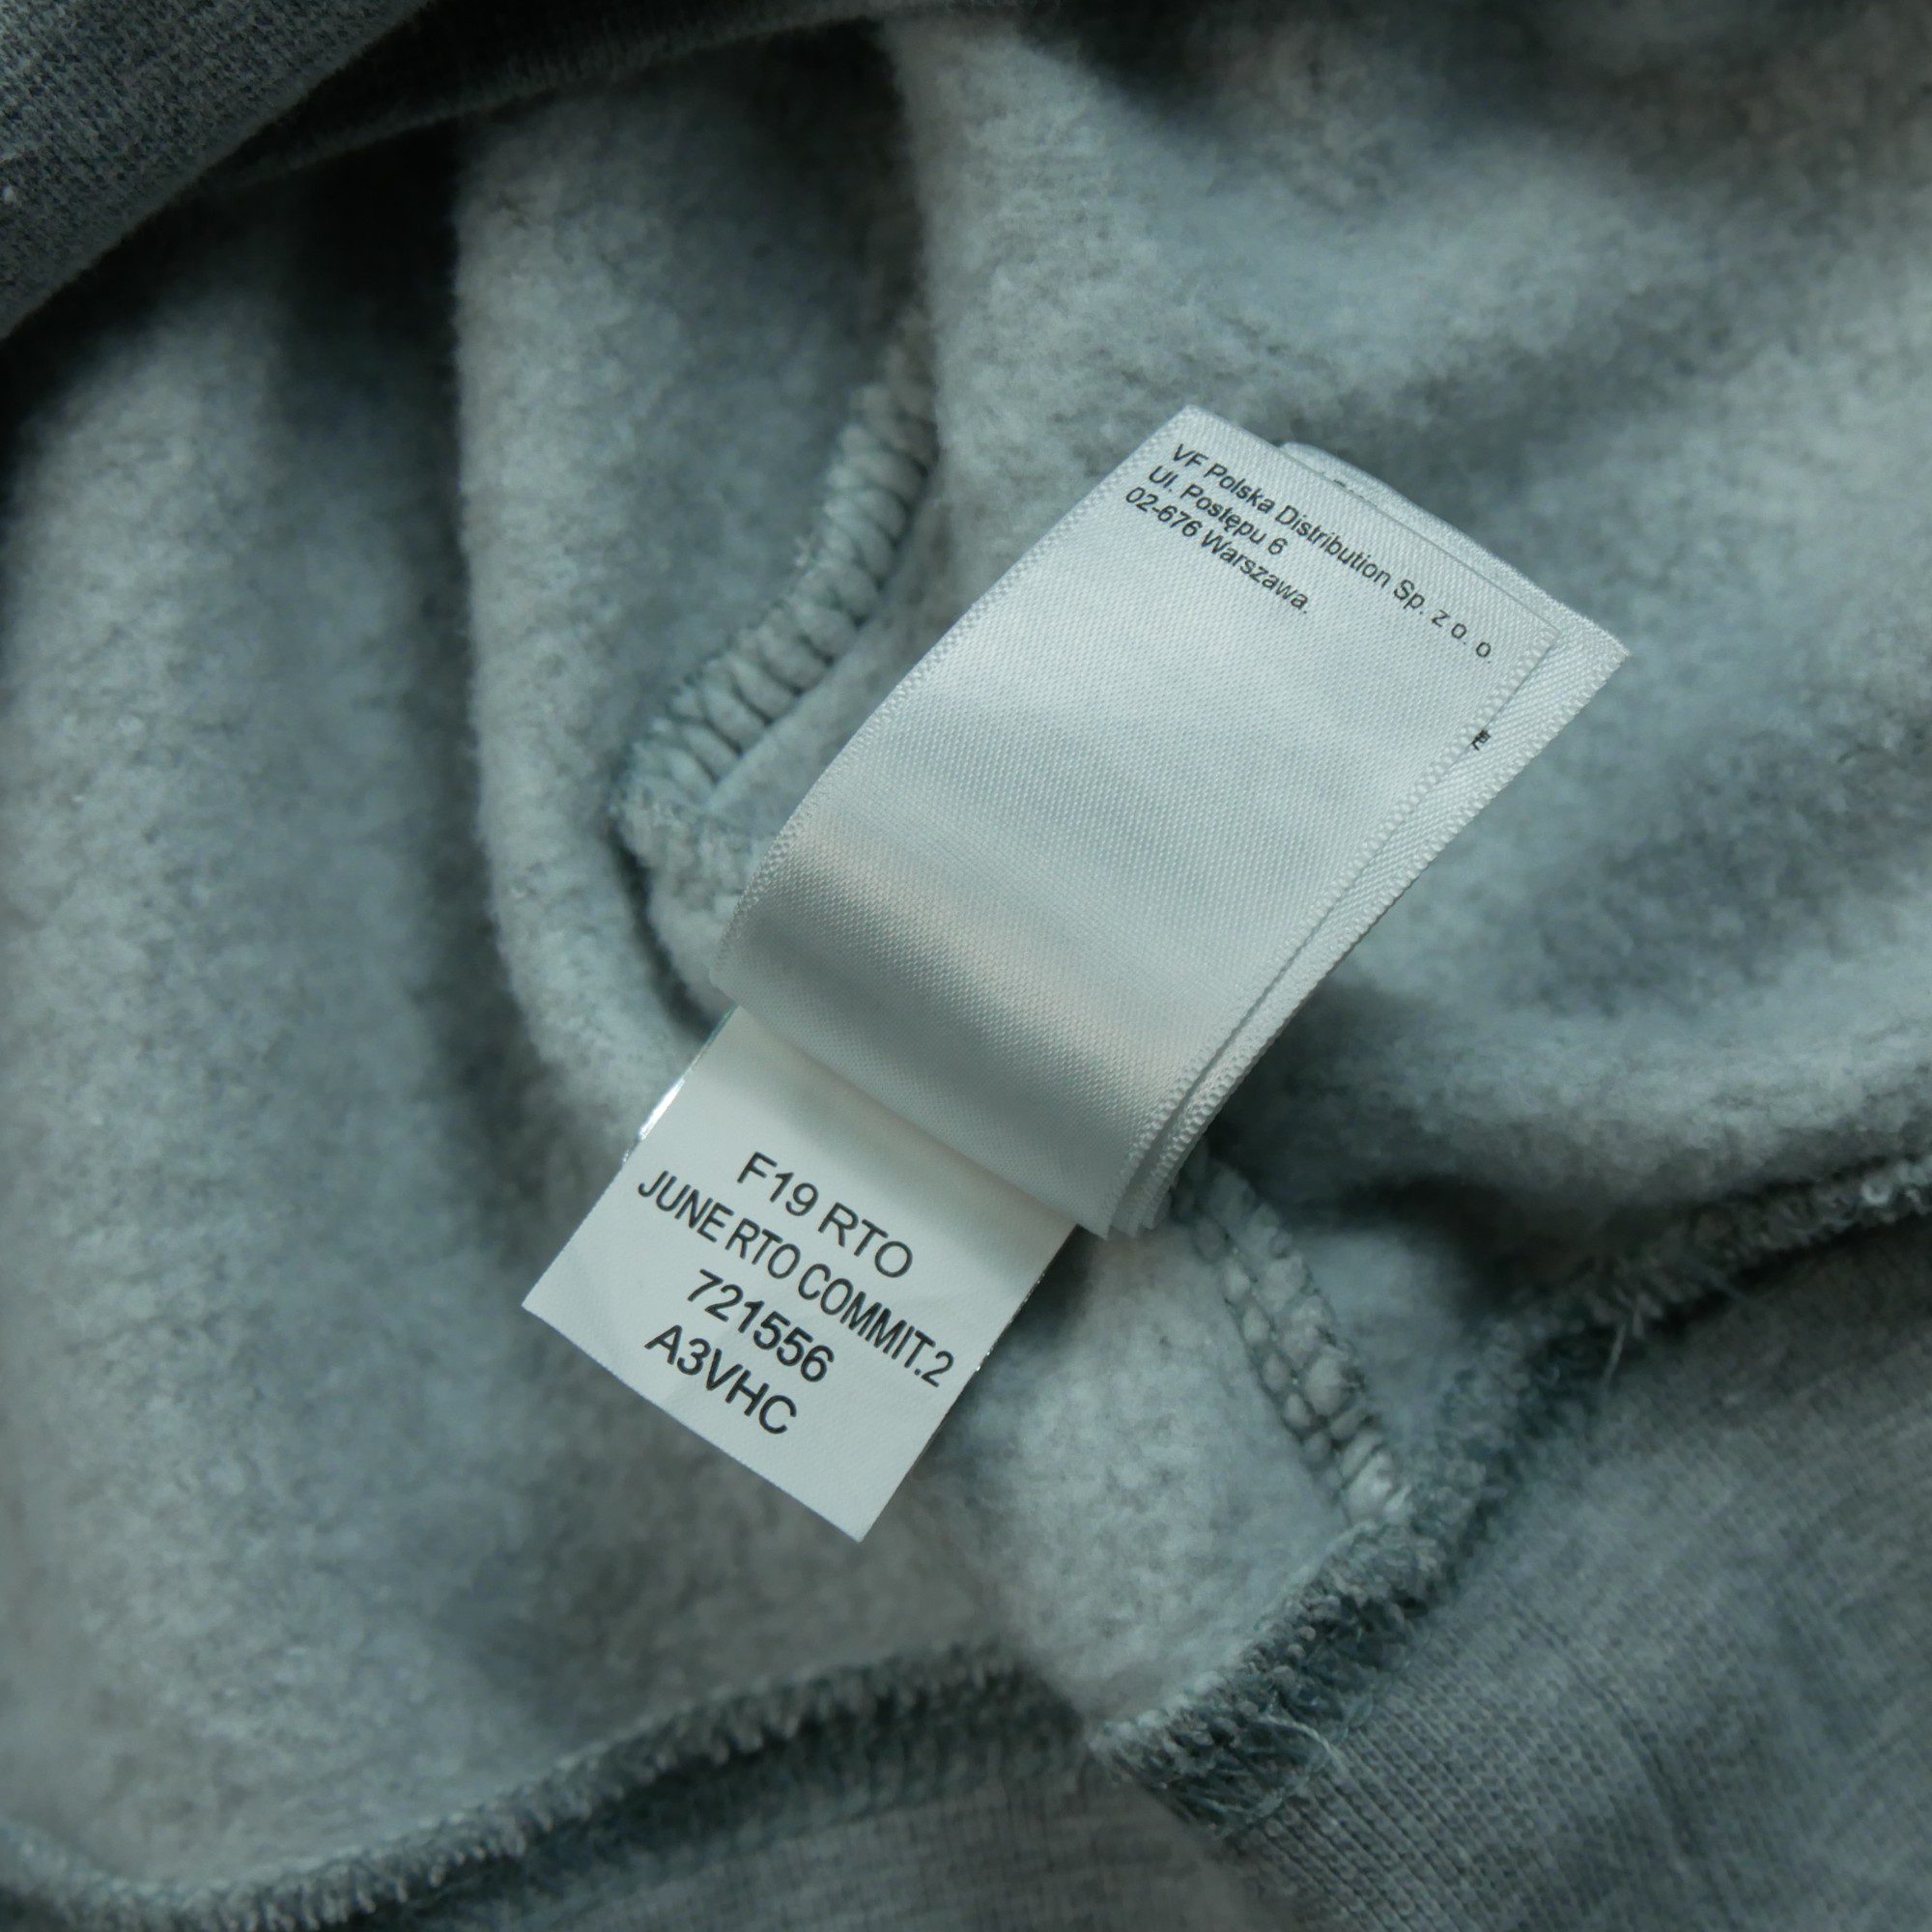 VF Polska Distribution Sp. z o. o.
Ul. Postępu 6
02-676 Warszawa.
F19 RTO
JUNE RTO COMMIT.2
721556
A3VHC